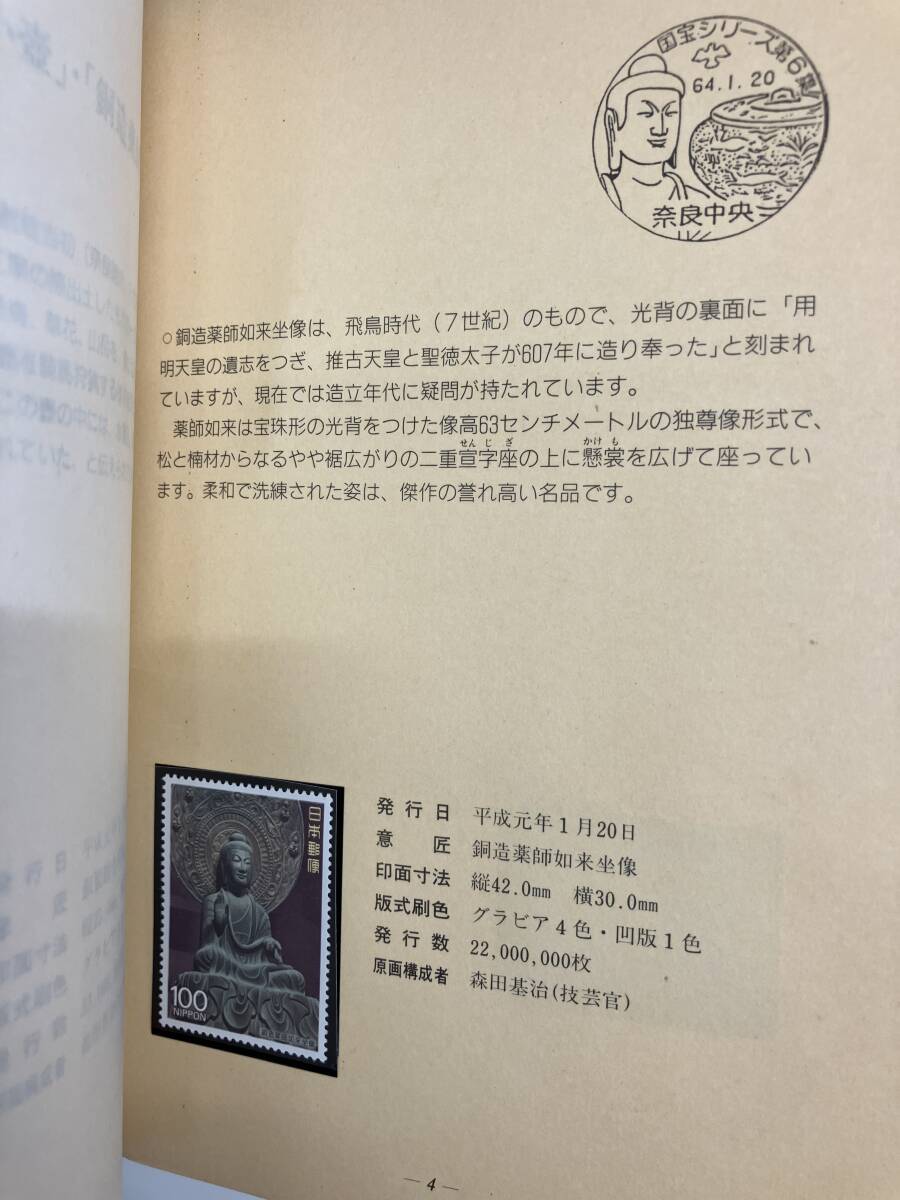 国宝シリーズ第6集
64.1.20
奈良中央
○銅造薬師如来坐像は、飛鳥時代（7世紀）のもので、光背の裏面に「用
明天皇の遺志をつぎ、推古天皇と聖徳太子が607年に造り奉った」と刻まれ
ていますが、現在では造立年代に疑問が持たれています。
薬師如来は宝珠形の光背をつけた像高63センチメートルの独尊像形式で、
せんじざ かけも
松と楠材からなるやや裾広がりの二重宣字座の上に懸裳を広げて座ってい
ます。柔和で洗練された姿は、傑作の誉れ高い名品です。
日本郵便
100
NIPPON
発行日 平成元年1月20日
意匠 銅造薬師如来坐像
印面寸法 縦42.0mm 横30.0mm
版式刷色 グラビア4色・凹版1色
発行数 22,000,000枚
原画構成者 森田基治(技芸官)
— 4 —